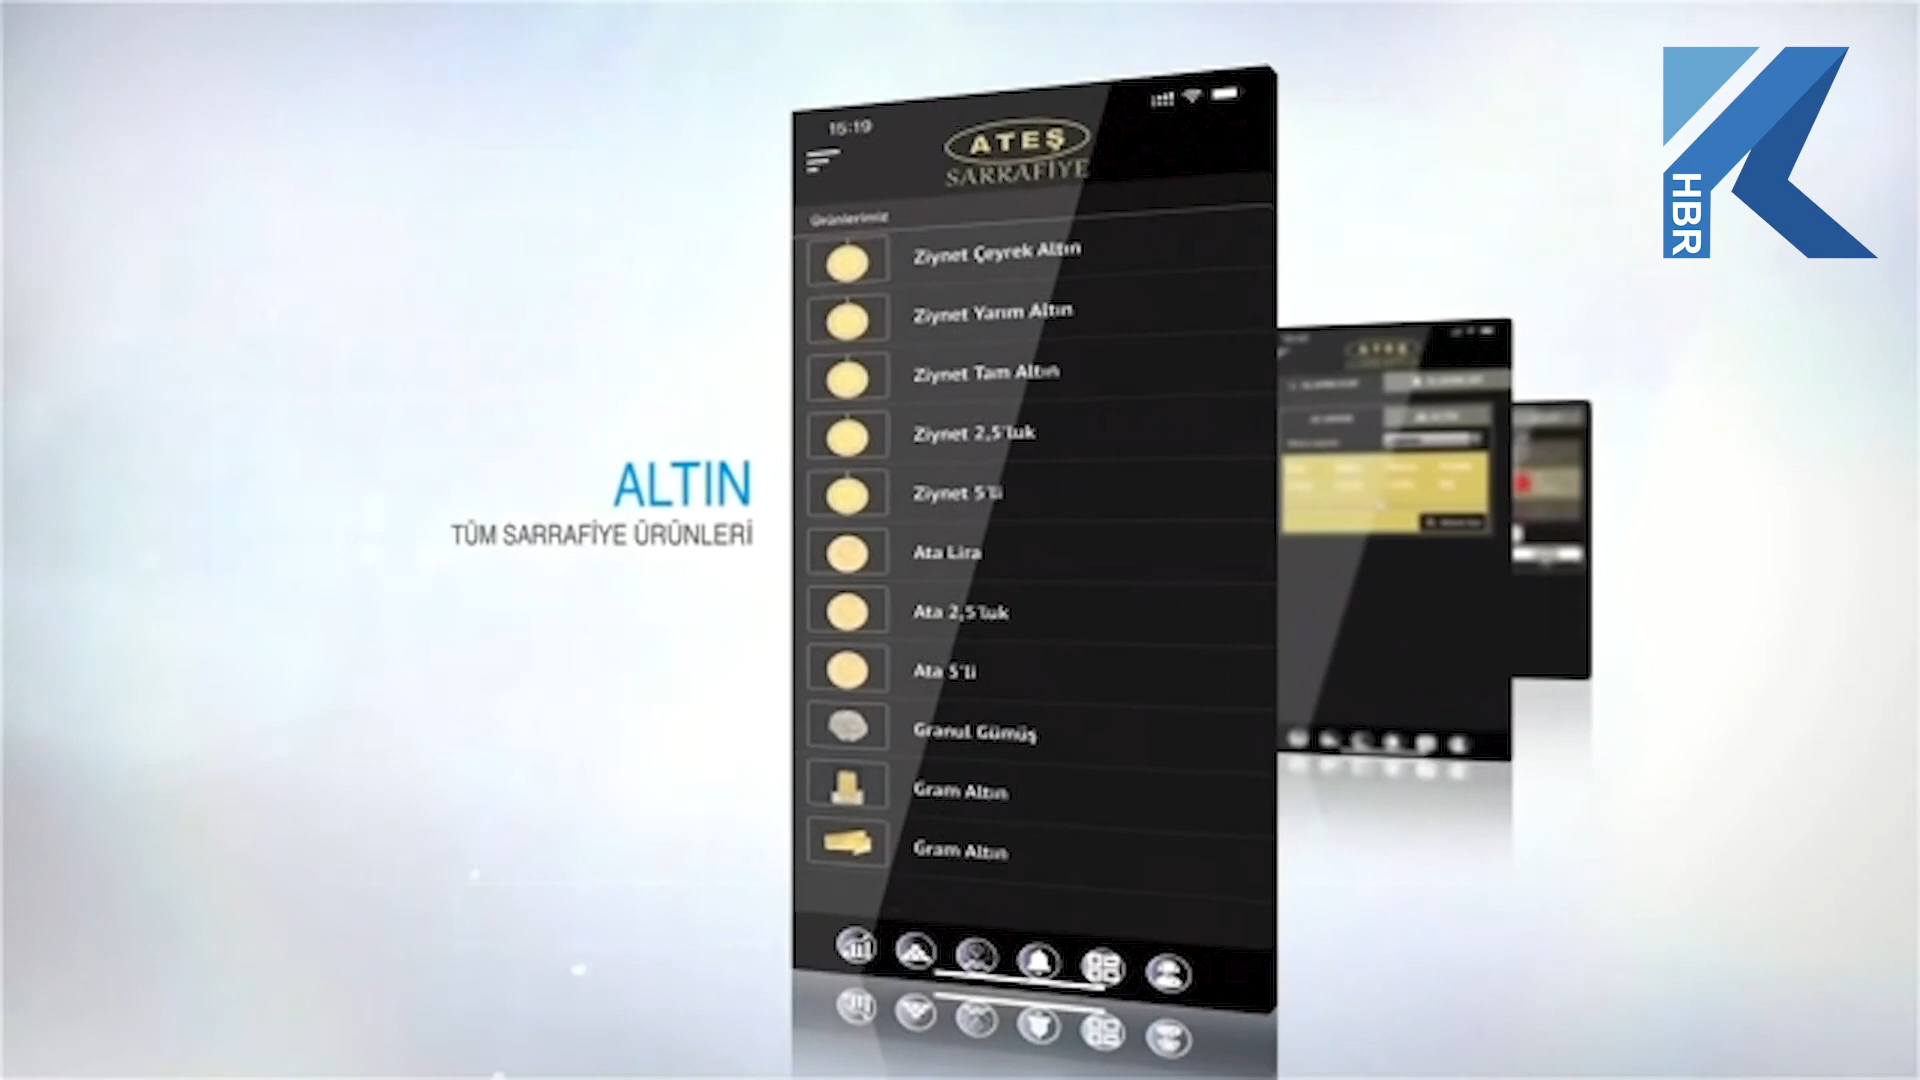 HBR
15:19
ATEŞ
SARRAFİYE
Ürünlerimiz
Ziynet Çeyrek Altın
Ziynet Yarım Altın
Ziynet Tam Altın
Ziynet 2,5'luk
Ziynet 5'li
Ata Lira
Ata 2,5'luk
Ata 5'li
Granul Gümüş
Gram Altın
Gram Altın
ALTIN
TÜM SARRAFİYE ÜRÜNLERİ
ATEŞ